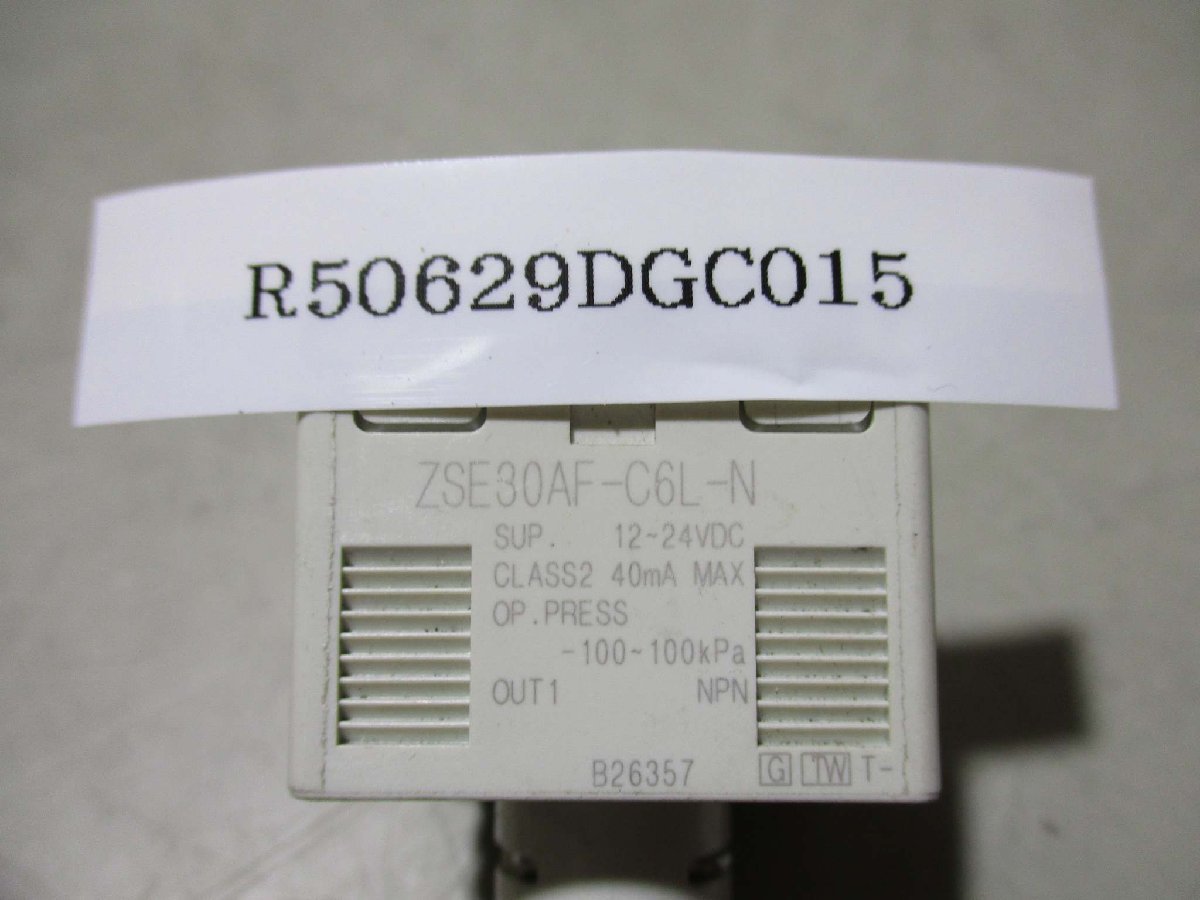 R50629DGC015
ZSE30AF-C6L-N
SUP. 12~24VDC
CLASS2 40mA MAX
OP.PRESS
-100~100kPa
OUT1 NPN
B26357 G TW T-